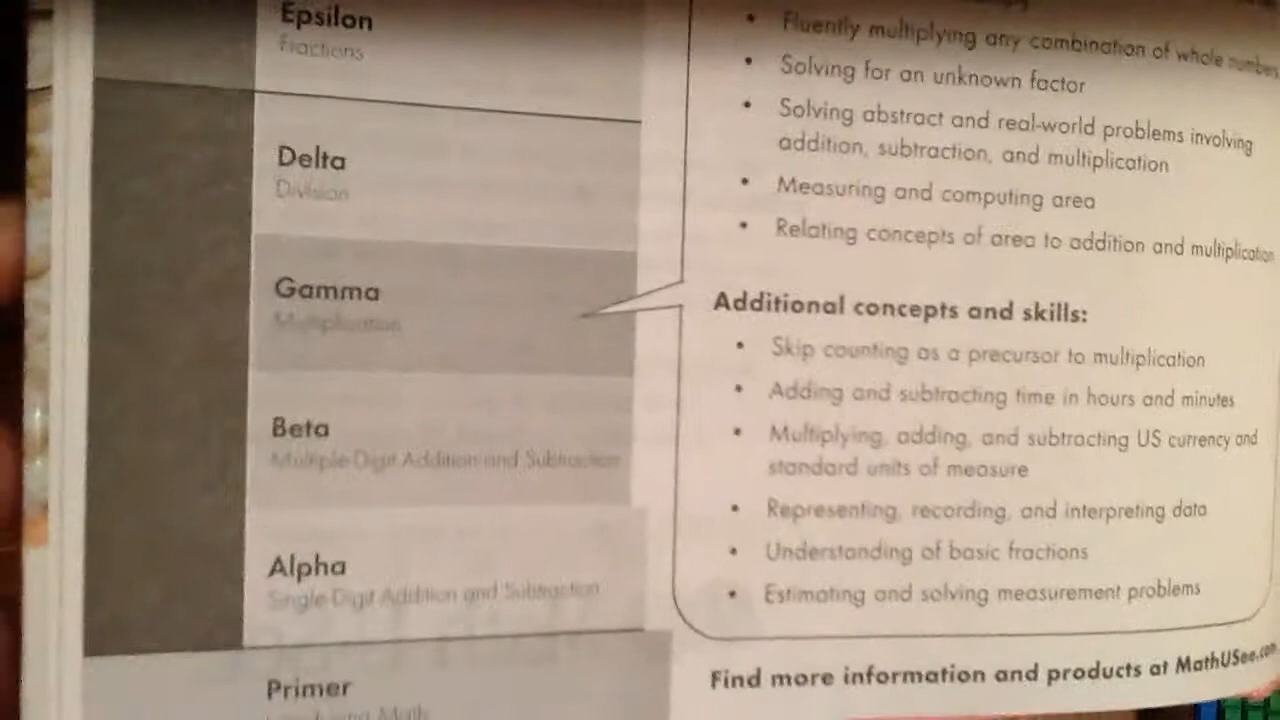 Epsilon
Fractions
Delta
Division
Gamma
Multiplication
Beta
Multiple-Digit Addition and Subtraction
Alpha
Single-Digit Addition and Subtraction
Primer
Math
• Fluently multiplying any combination of whole numbers
• Solving for an unknown factor
• Solving abstract and real-world problems involving
addition, subtraction, and multiplication
• Measuring and computing area
• Relating concepts of area to addition and multiplication
Additional concepts and skills:
• Skip counting as a precursor to multiplication
• Adding and subtracting time in hours and minutes
• Multiplying, adding, and subtracting US currency and
standard units of measure
• Representing, recording, and interpreting data
• Understanding of basic fractions
• Estimating and solving measurement problems
Find more information and products at MathUSee.com